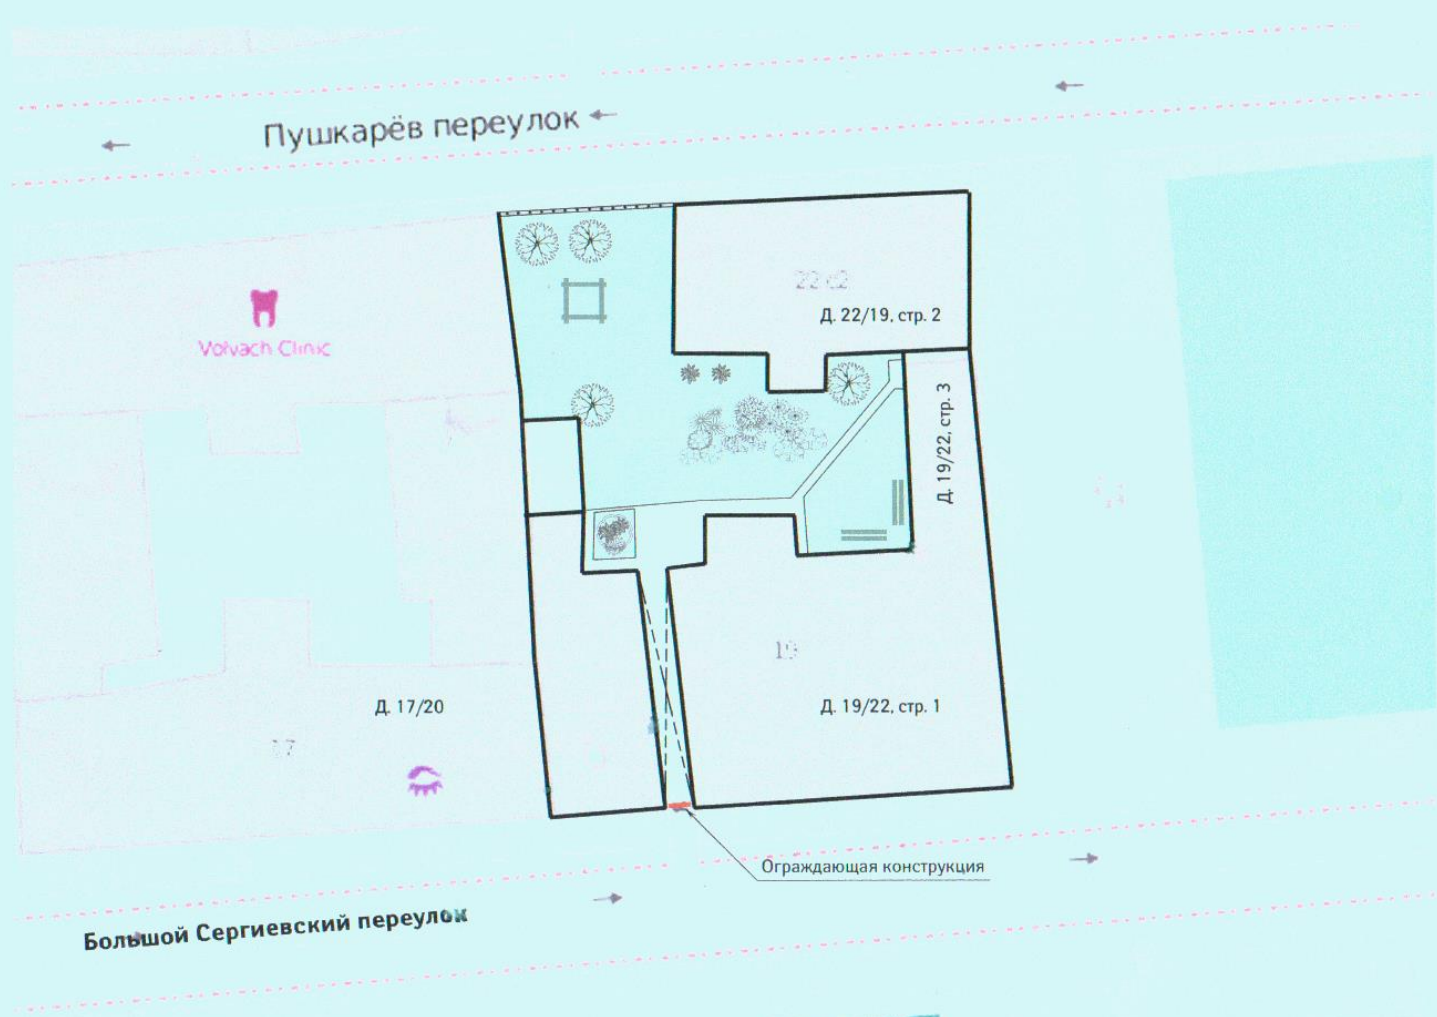 Пушкарёв переулок
22 с2
Д. 22/19, стр. 2
Volvach Clinic
Д. 19/22, стр. 3
19
Д. 17/20
Д. 19/22, стр. 1
17
Ограждающая конструкция
Большой Сергиевский переулок